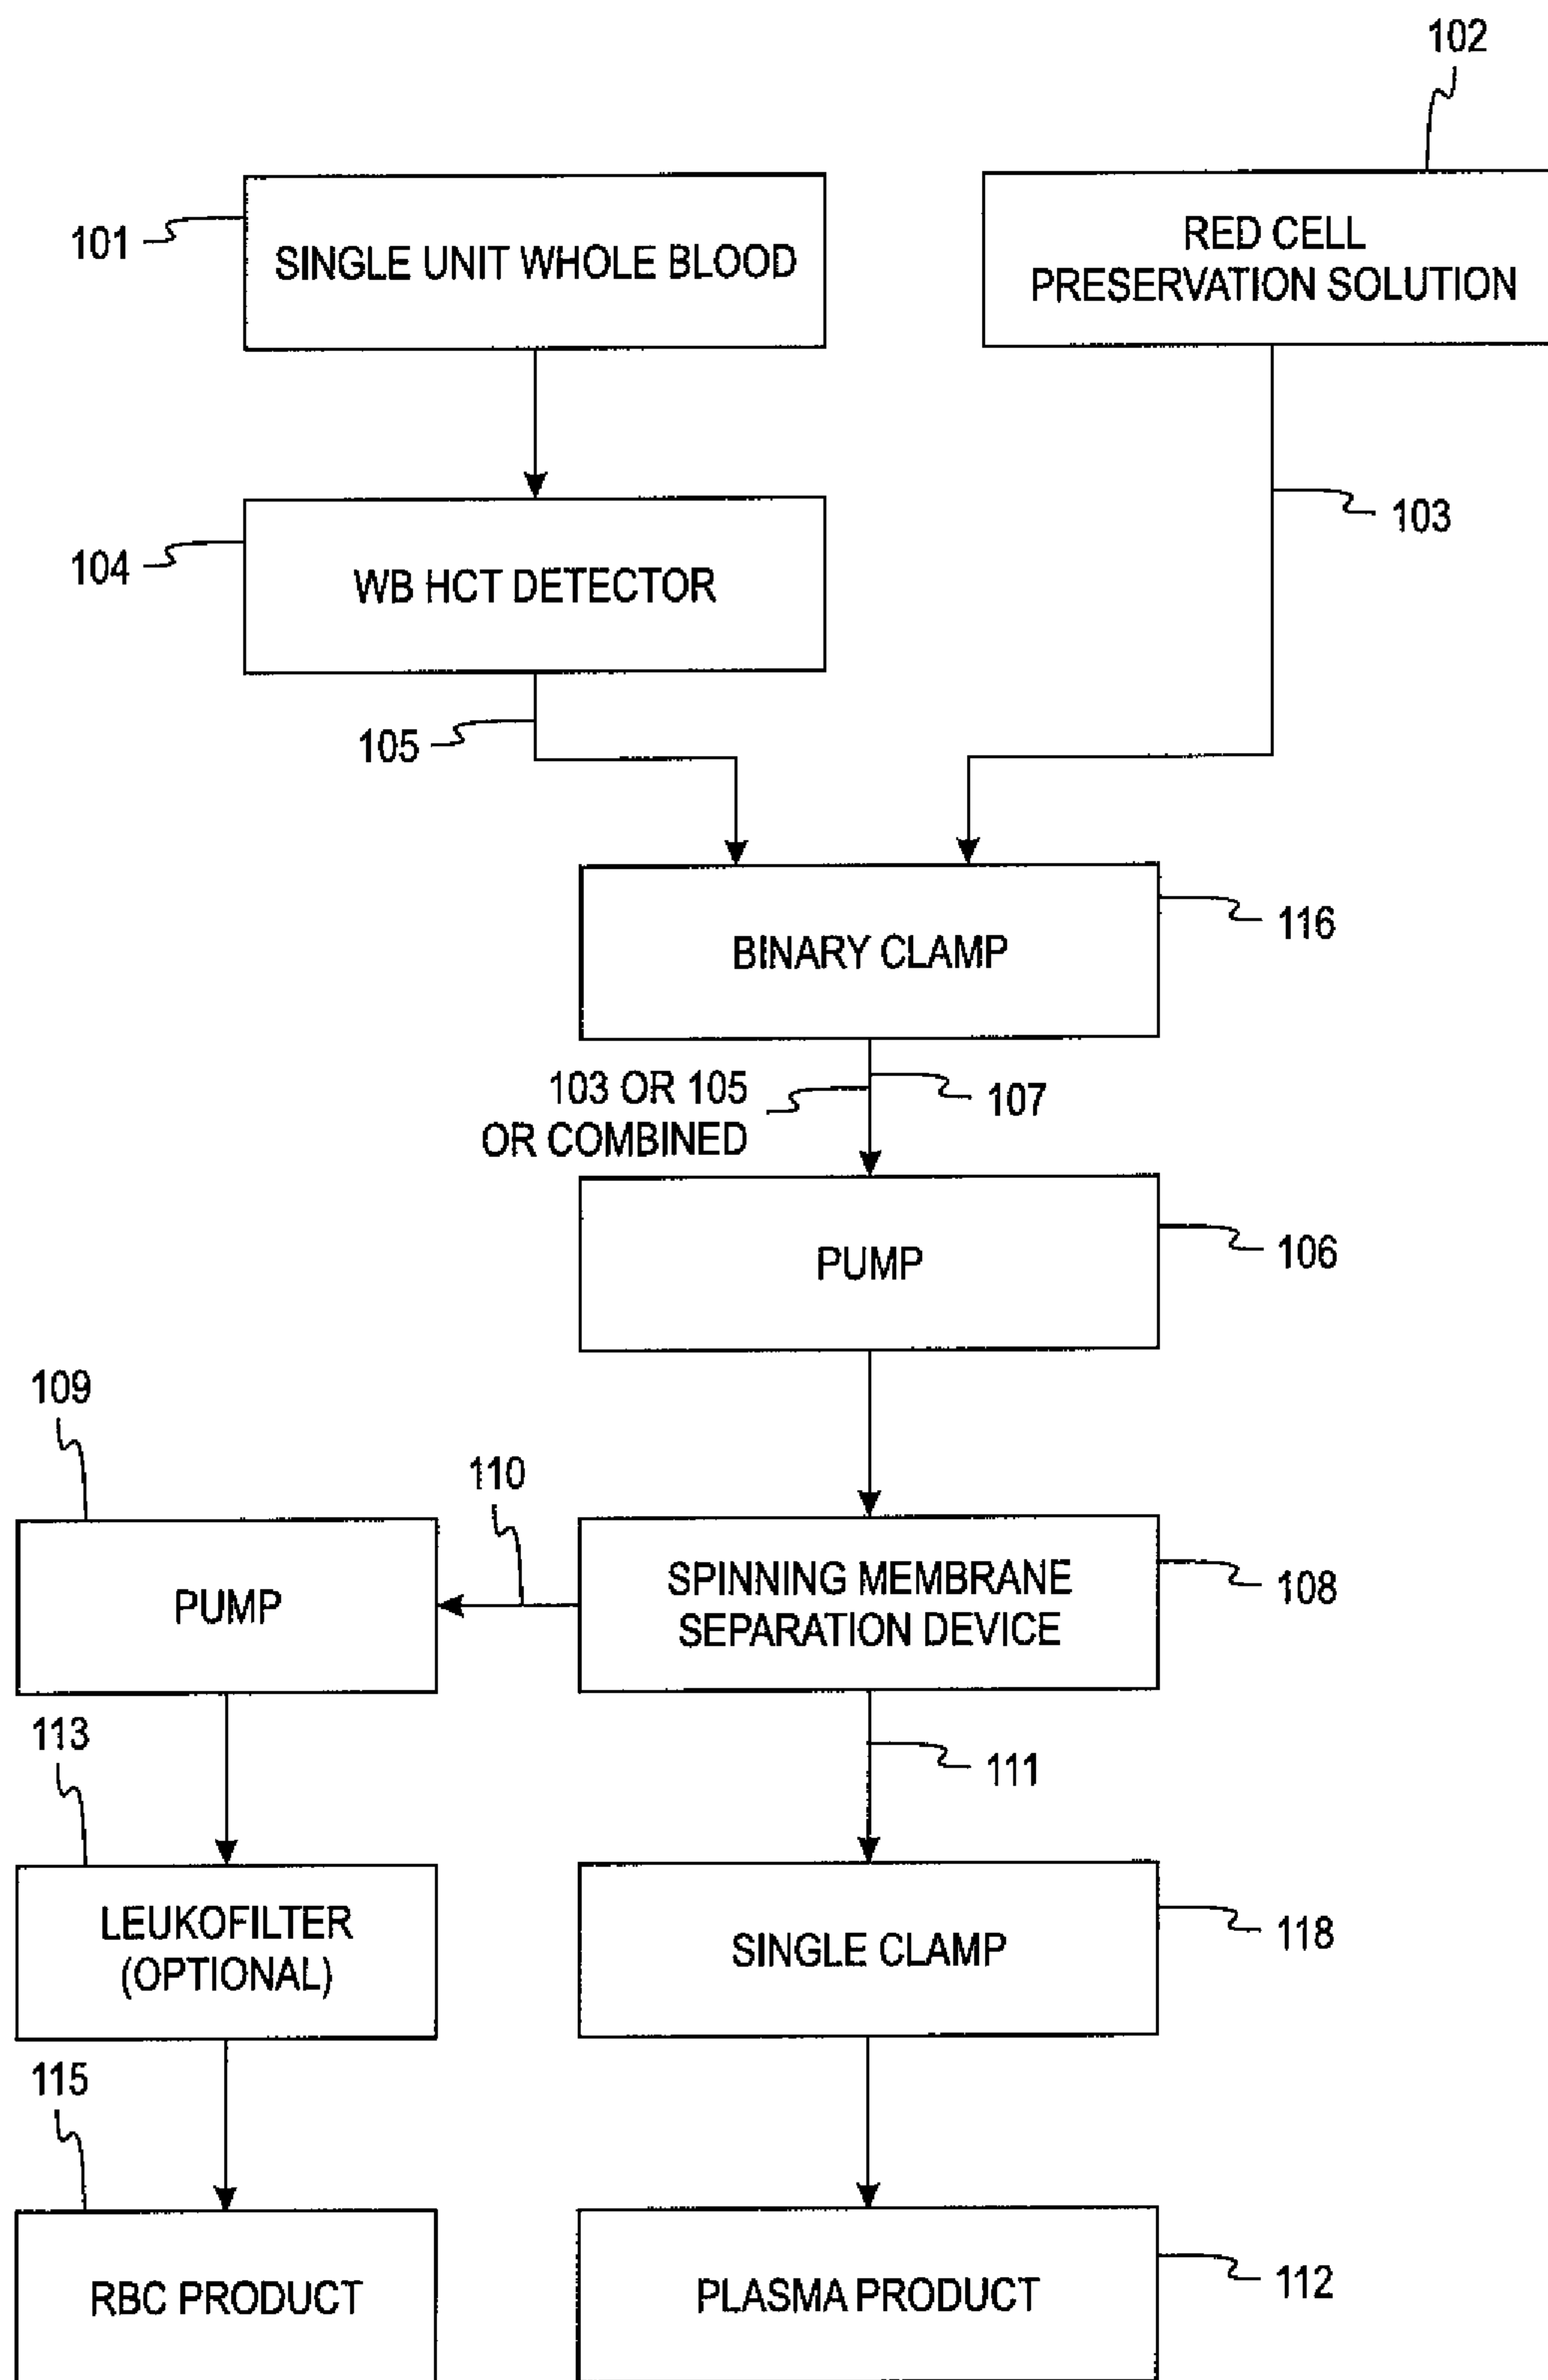 102
101
SINGLE UNIT WHOLE BLOOD
RED CELL
PRESERVATION SOLUTION
103
104
WB HCT DETECTOR
105
116
BINARY CLAMP
103 OR 105
OR COMBINED
107
PUMP
106
109
110
PUMP
SPINNING MEMBRANE
SEPARATION DEVICE
108
113
111
LEUKOFILTER
(OPTIONAL)
SINGLE CLAMP
118
115
RBC PRODUCT
PLASMA PRODUCT
112